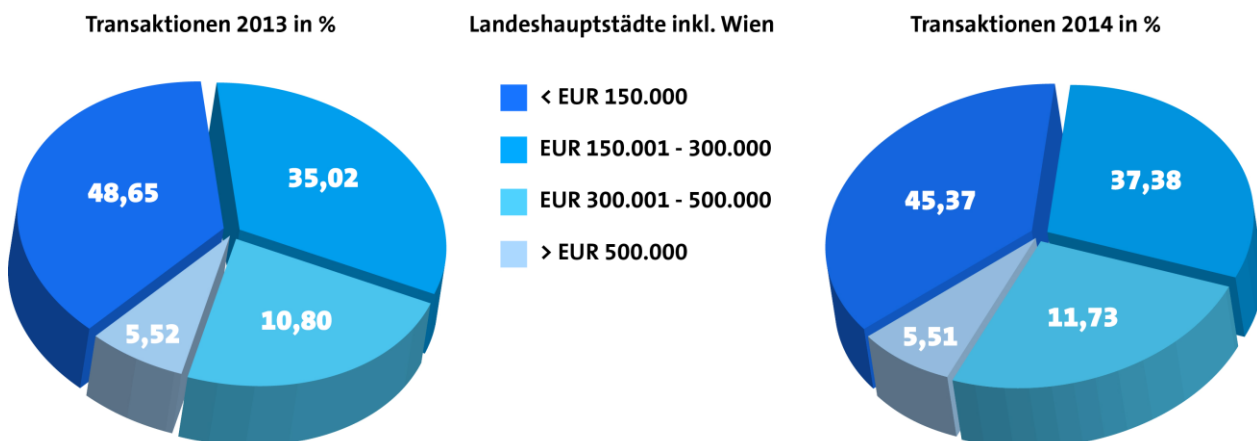 Transaktionen 2013 in %
48,65
35,02
10,80
5,52
Landeshauptstädte inkl. Wien
< EUR 150.000
EUR 150.001 - 300.000
EUR 300.001 - 500.000
> EUR 500.000
Transaktionen 2014 in %
45,37
37,38
11,73
5,51